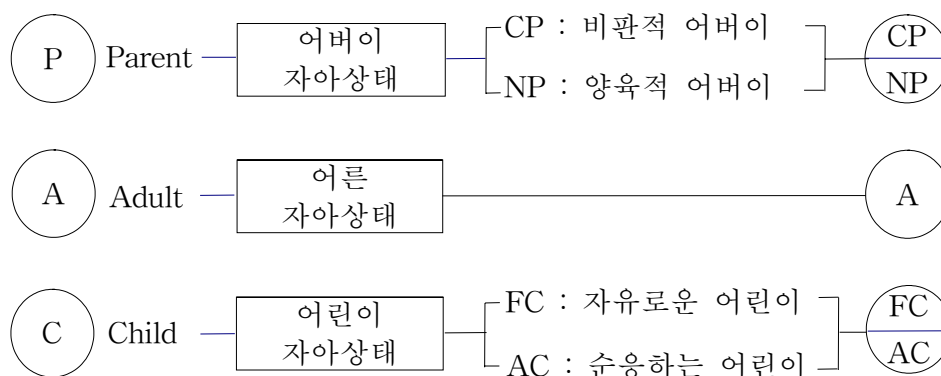 P Parent 어버이 자아상태 CP : 비판적 어버이 NP : 양육적 어버이 CP NP
A Adult 어른 자아상태 A
C Child 어린이 자아상태 FC : 자유로운 어린이 AC : 순응하는 어린이 FC AC